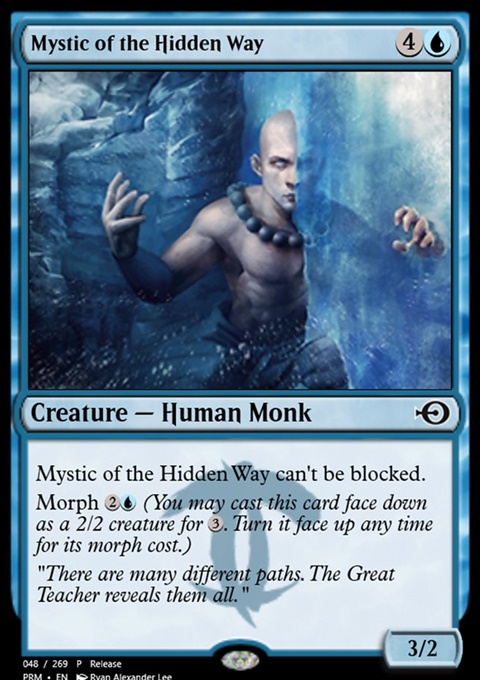 Mystic of the Hidden Way 4
Creature — Human Monk
Mystic of the Hidden Way can't be blocked.
Morph 2 (You may cast this card face down
as a 2/2 creature for 3. Turn it face up any time
for its morph cost.)
"There are many different paths. The Great
Teacher reveals them all."
3/2
048 / 269 P Release
PRM • EN Ryan Alexander Lee